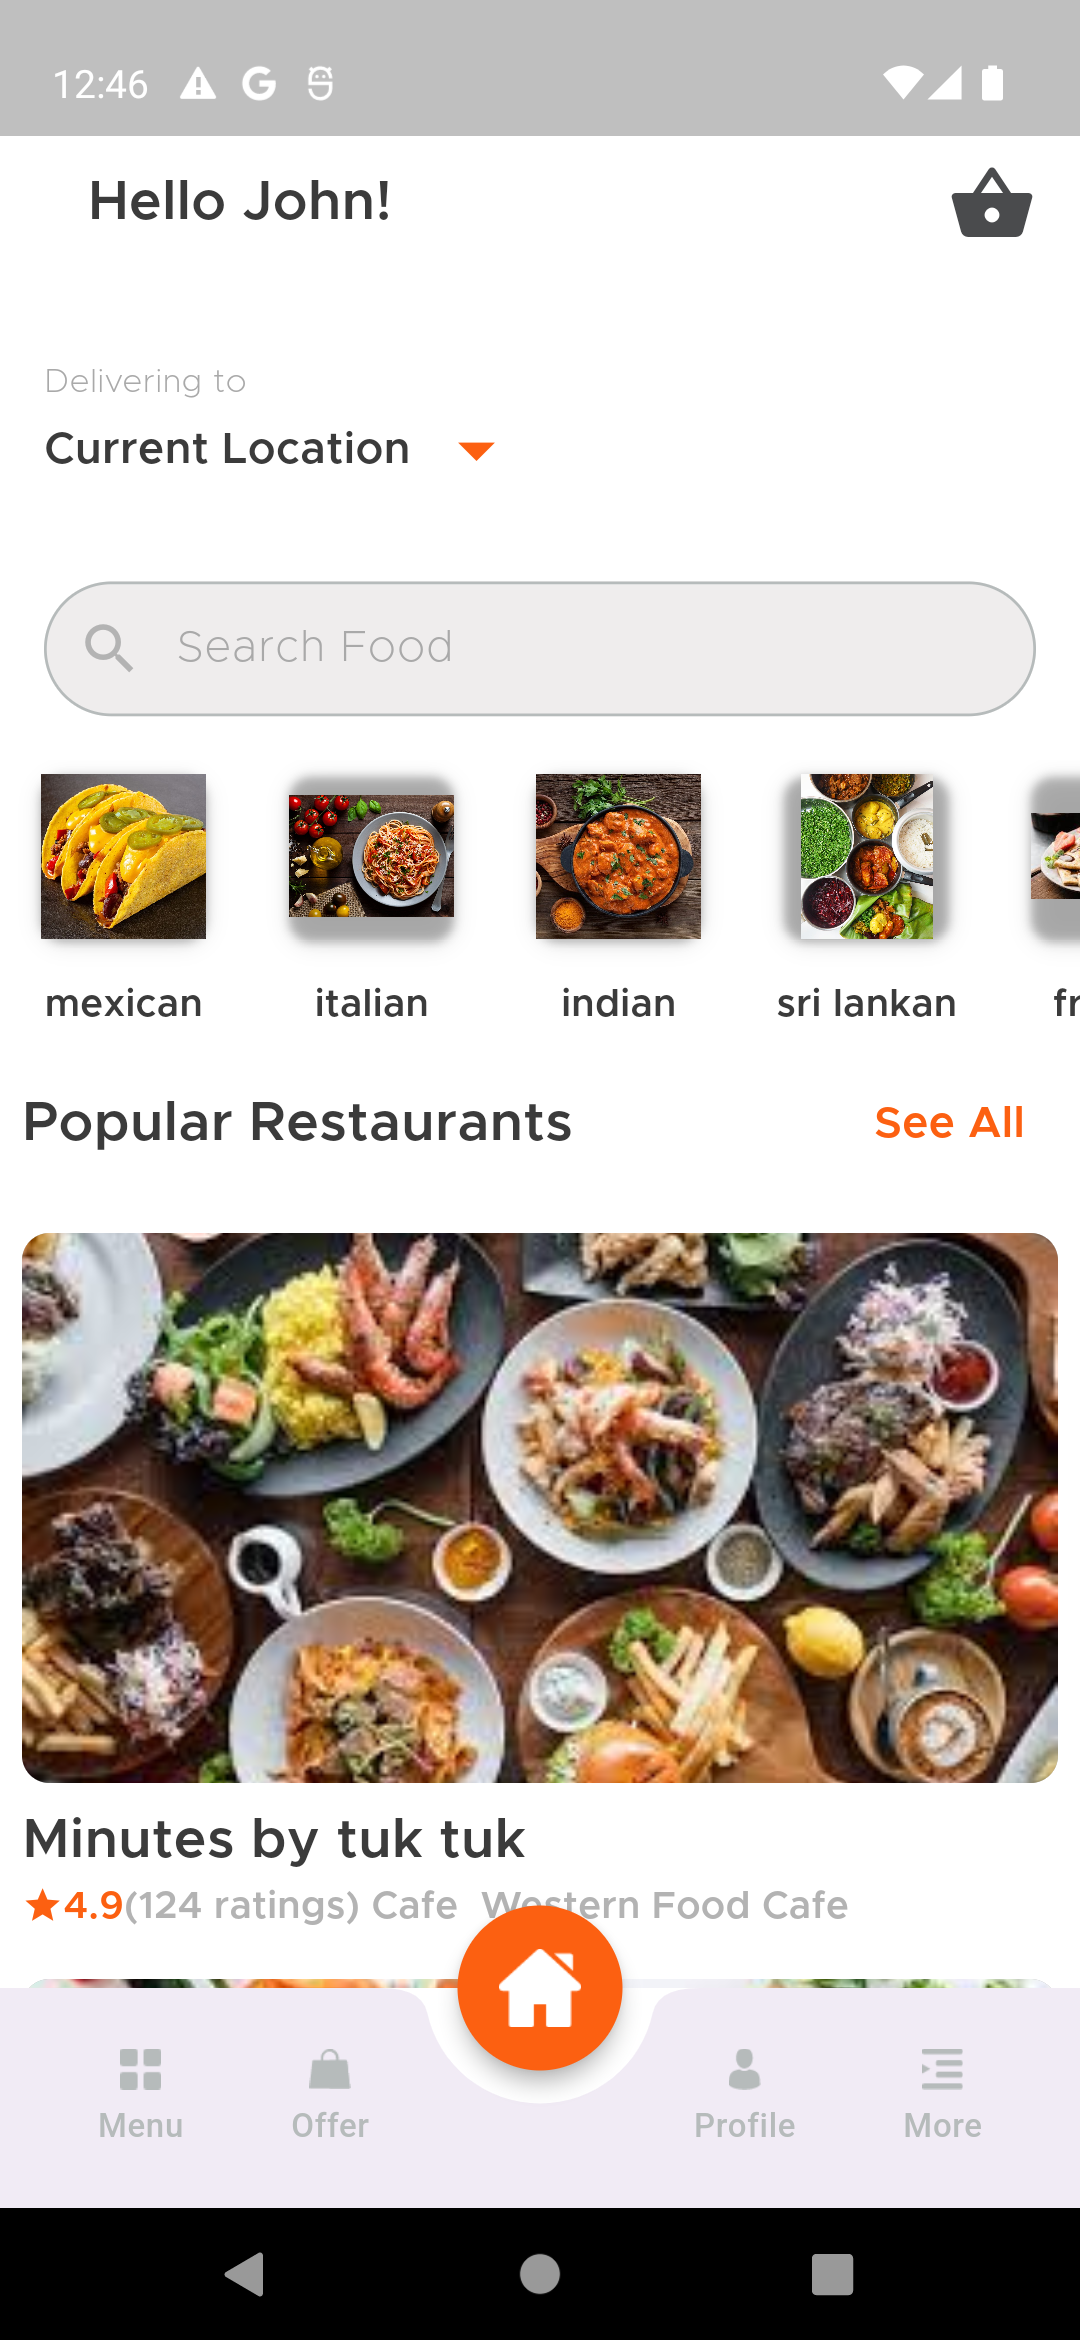 12:46
Hello John!
Delivering to
Current Location
Search Food
mexican italian indian sri lankan fr
Popular Restaurants See All
Minutes by tuk tuk
4.9(124 ratings) Cafe Western Food Cafe
Menu Offer Profile More